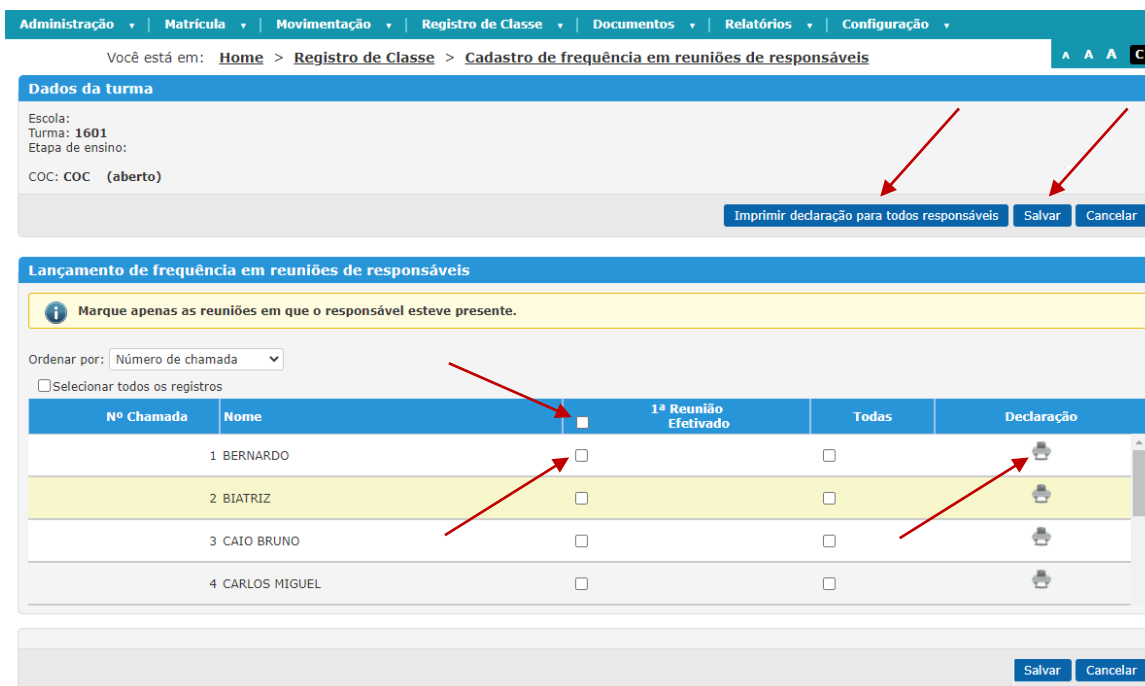 Administração | Matrícula | Movimentação | Registro de Classe | Documentos | Relatórios | Configuração
Você está em: Home > Registro de Classe > Cadastro de frequência em reuniões de responsáveis
A A A C
Dados da turma
Escola:
Turma: 1601
Etapa de ensino:
COC: COC (aberto)
Imprimir declaração para todos responsáveis Salvar Cancelar
Lançamento de frequência em reuniões de responsáveis
Marque apenas as reuniões em que o responsável esteve presente.
Ordenar por: Número de chamada
Selecionar todos os registros
Nº Chamada Nome 1ª Reunião Todas Declaração
Efetivado
1 BERNARDO
2 BIATRIZ
3 CAIO BRUNO
4 CARLOS MIGUEL
Salvar Cancelar